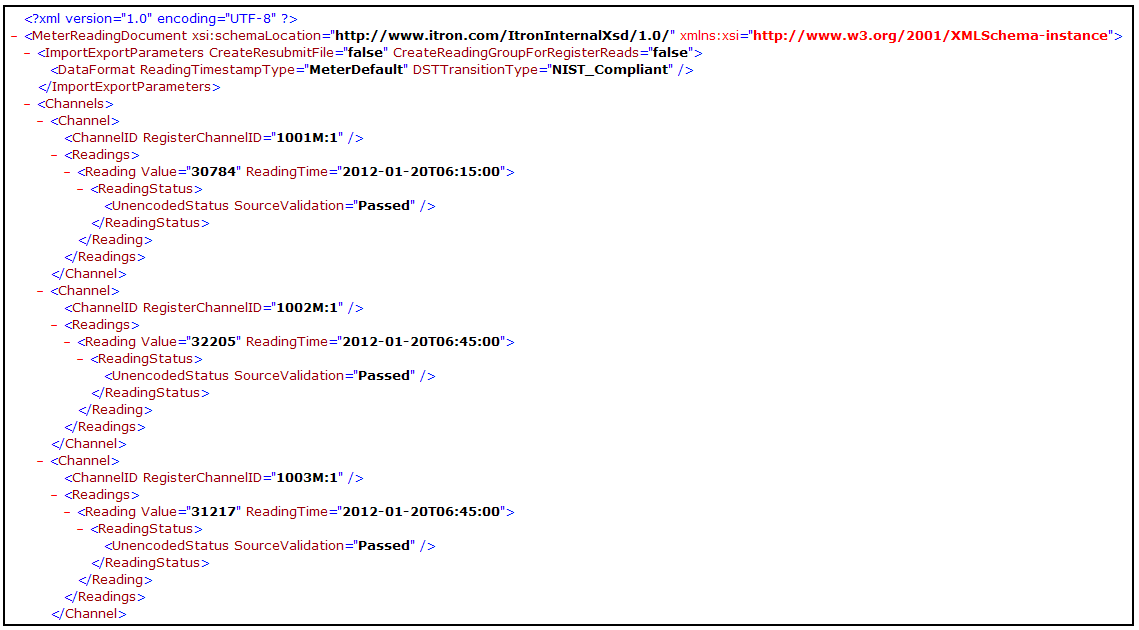 <?xml version="1.0" encoding="UTF-8" ?>
- <MeterReadingDocument xsi:schemaLocation="http://www.itron.com/ItronInternalXsd/1.0/" xmlns:xsi="http://www.w3.org/2001/XMLSchema-instance">
- <ImportExportParameters CreateResubmitFile="false" CreateReadingGroupForRegisterReads="false">
<DataFormat ReadingTimestampType="MeterDefault" DSTTransitionType="NIST_Compliant" />
</ImportExportParameters>
- <Channels>
- <Channel>
<ChannelID RegisterChannelID="1001M:1" />
- <Readings>
- <Reading Value="30784" ReadingTime="2012-01-20T06:15:00">
- <ReadingStatus>
<UnencodedStatus SourceValidation="Passed" />
</ReadingStatus>
</Reading>
</Readings>
</Channel>
- <Channel>
<ChannelID RegisterChannelID="1002M:1" />
- <Readings>
- <Reading Value="32205" ReadingTime="2012-01-20T06:45:00">
- <ReadingStatus>
<UnencodedStatus SourceValidation="Passed" />
</ReadingStatus>
</Reading>
</Readings>
</Channel>
- <Channel>
<ChannelID RegisterChannelID="1003M:1" />
- <Readings>
- <Reading Value="31217" ReadingTime="2012-01-20T06:45:00">
- <ReadingStatus>
<UnencodedStatus SourceValidation="Passed" />
</ReadingStatus>
</Reading>
</Readings>
</Channel>